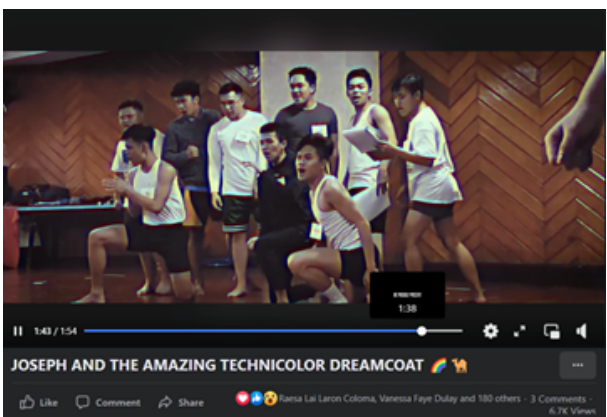 1:38
1:43 / 1:54
JOSEPH AND THE AMAZING TECHNICOLOR DREAMCOAT 🌈🐪
Like Comment Share Raesa Lai Laron Coloma, Vanessa Faye Dulay and 180 others · 3 Comments ·
6.7K Views